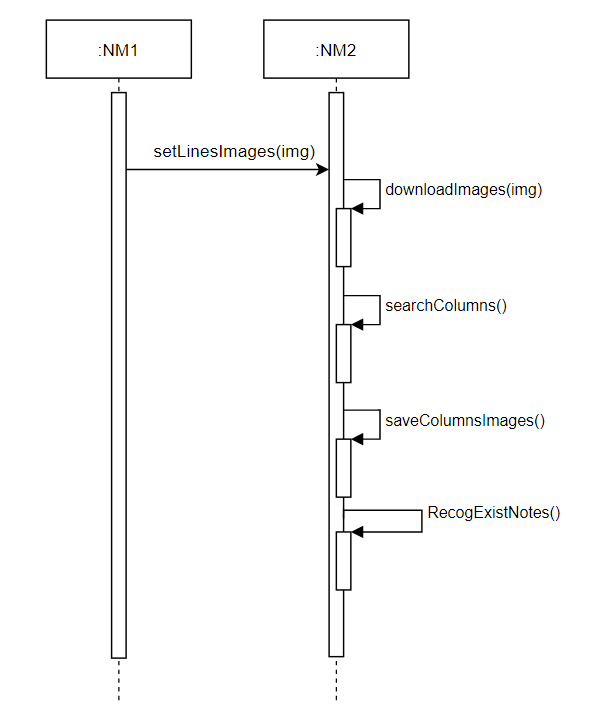 :NM1
:NM2
setLinesImages(img)
downloadImages(img)
searchColumns()
saveColumnsImages()
RecogExistNotes()